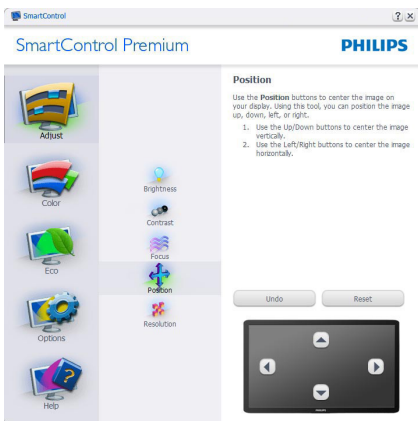 SmartControl
SmartControl Premium
PHILIPS
Adjust
Color
Eco
Options
Help
Brightness
Contrast
Focus
Position
Resolution
Position
Use the Position buttons to center the image on
your display. Using this tool, you can position the image
up, down, left, or right.
1. Use the Up/Down buttons to center the image
vertically.
2. Use the Left/Right buttons to center the image
horizontally.
Undo
Reset
PHILIPS